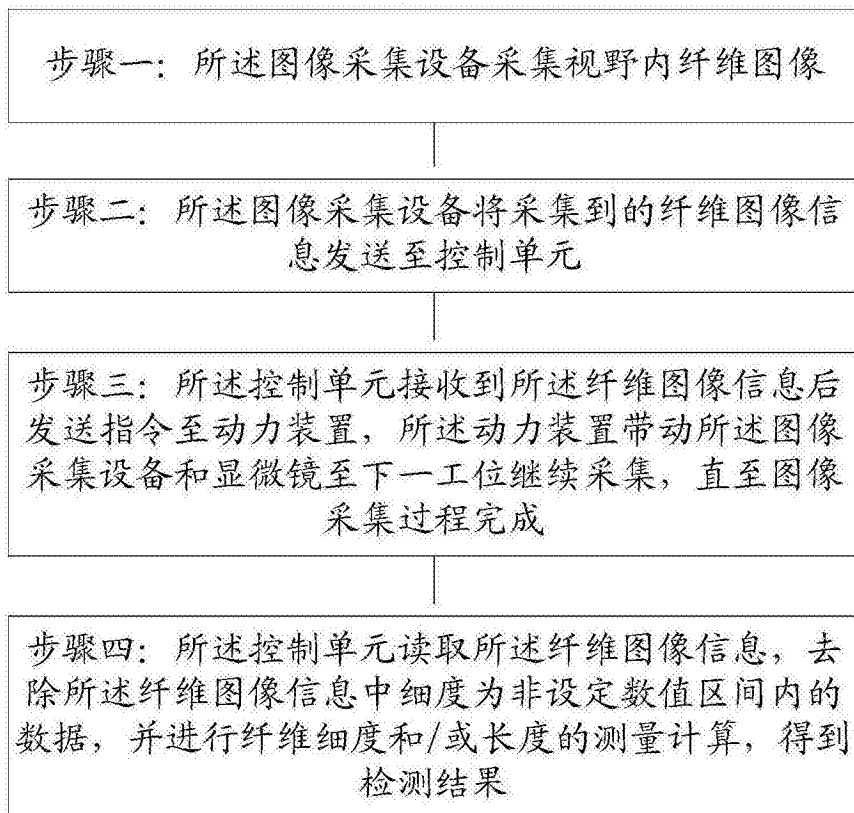 步骤一：所述图像采集设备采集视野内纤维图像
步骤二：所述图像采集设备将采集到的纤维图像信
息发送至控制单元
步骤三：所述控制单元接收到所述纤维图像信息后
发送指令至动力装置，所述动力装置带动所述图像
采集设备和显微镜至下一工位继续采集，直至图像
采集过程完成
步骤四：所述控制单元读取所述纤维图像信息，去
除所述纤维图像信息中细度为非设定数值区间内的
数据，并进行纤维细度和/或长度的测量计算，得到
检测结果